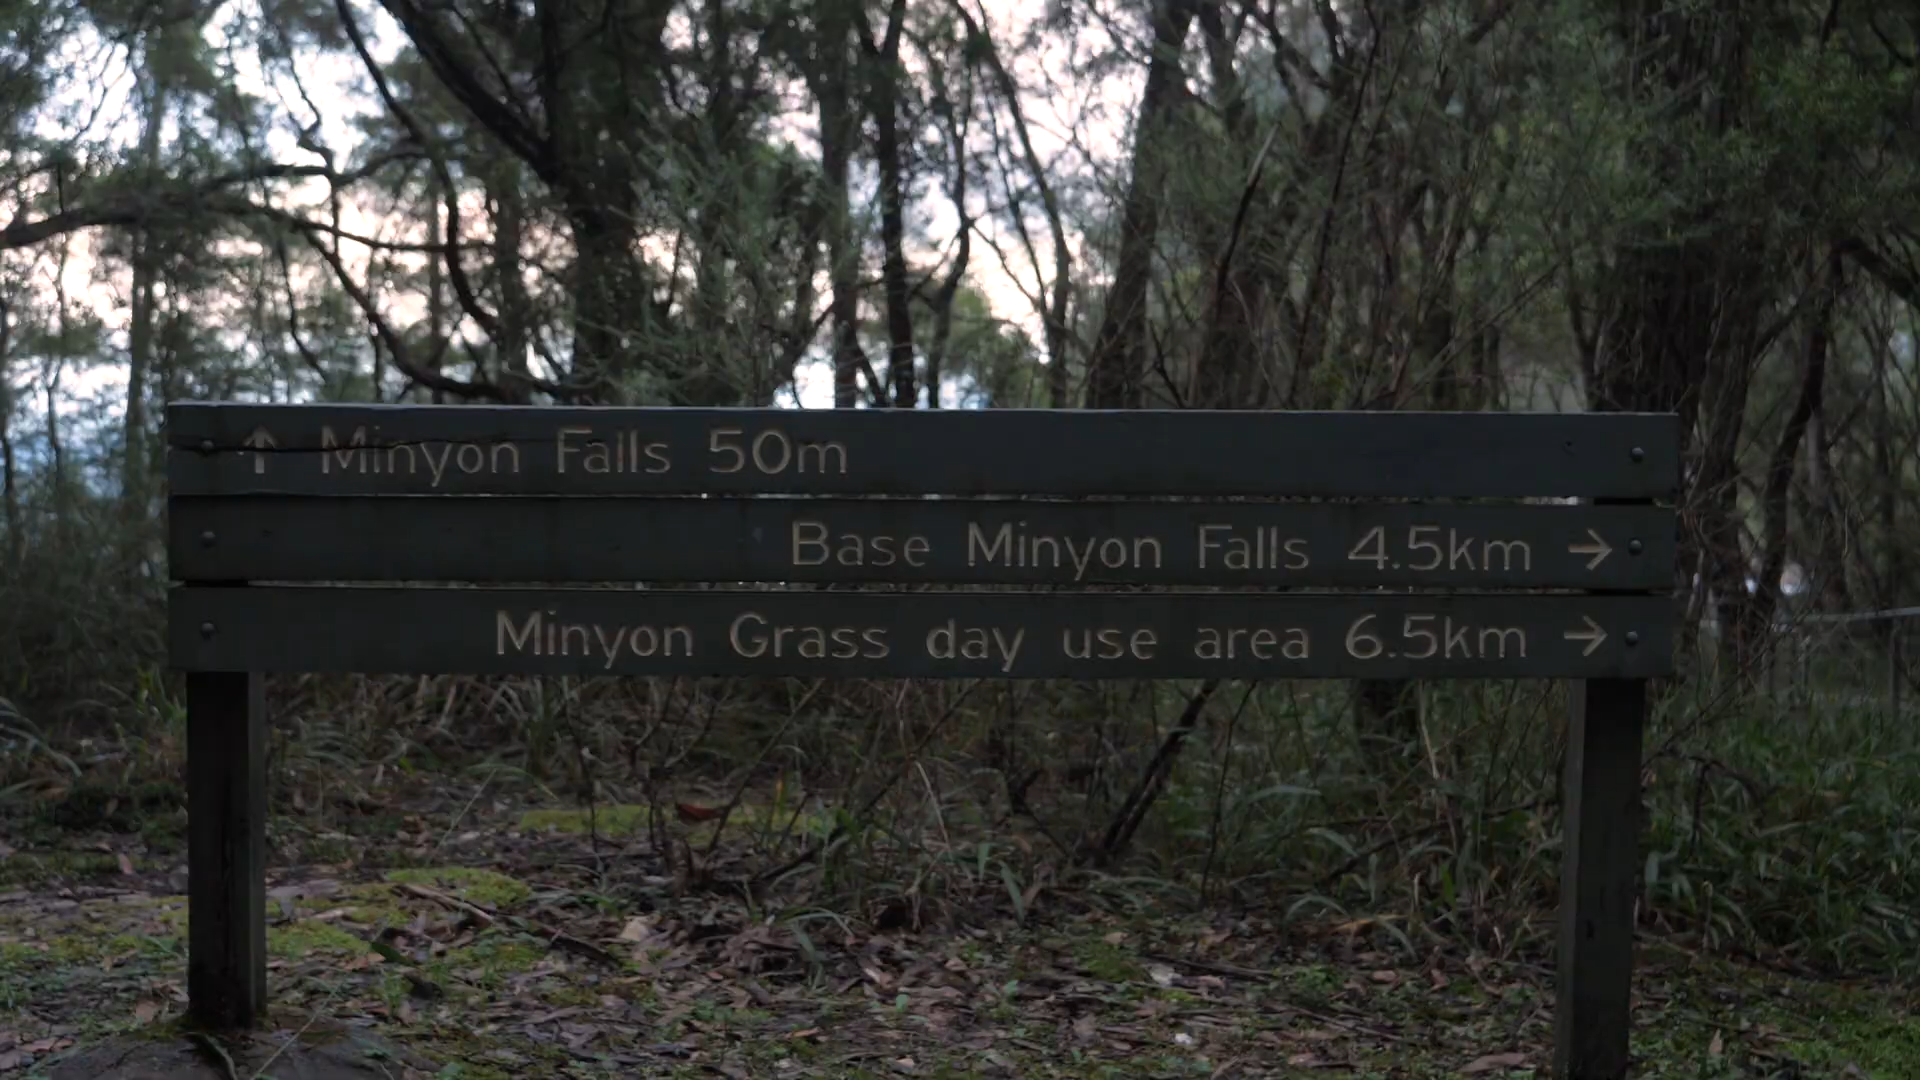 ↑ Minyon Falls 50m
Base Minyon Falls 4.5km →
Minyon Grass day use area 6.5km →